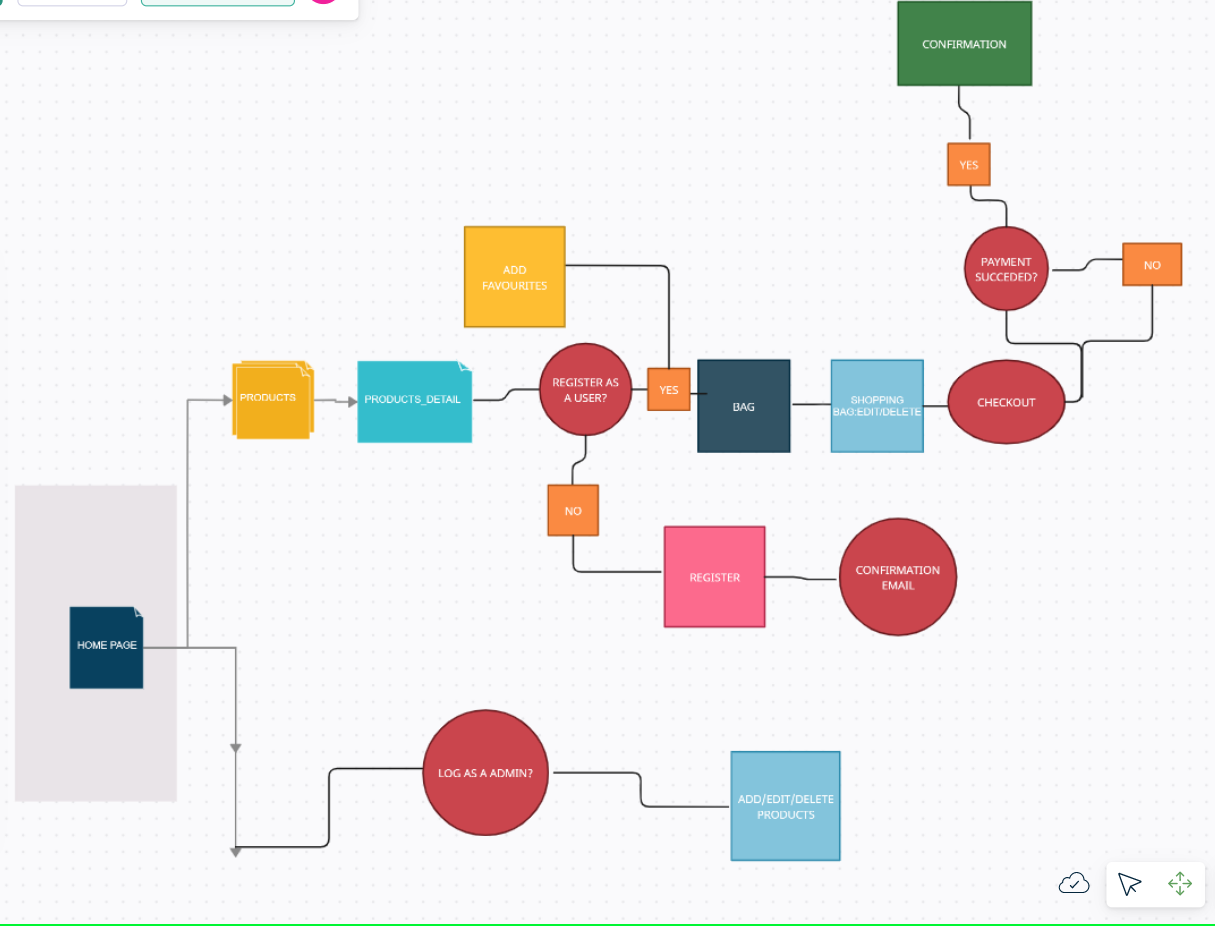 CONFIRMATION
YES
PAYMENT
SUCCEDED?
NO
ADD
FAVOURITES
PRODUCTS
PRODUCTS_DETAIL
REGISTER AS
A USER?
YES
BAG
SHOPPING
BAG:EDIT/DELETE
CHECKOUT
NO
REGISTER
CONFIRMATION
EMAIL
HOME PAGE
LOG AS A ADMIN?
ADD/EDIT/DELETE
PRODUCTS